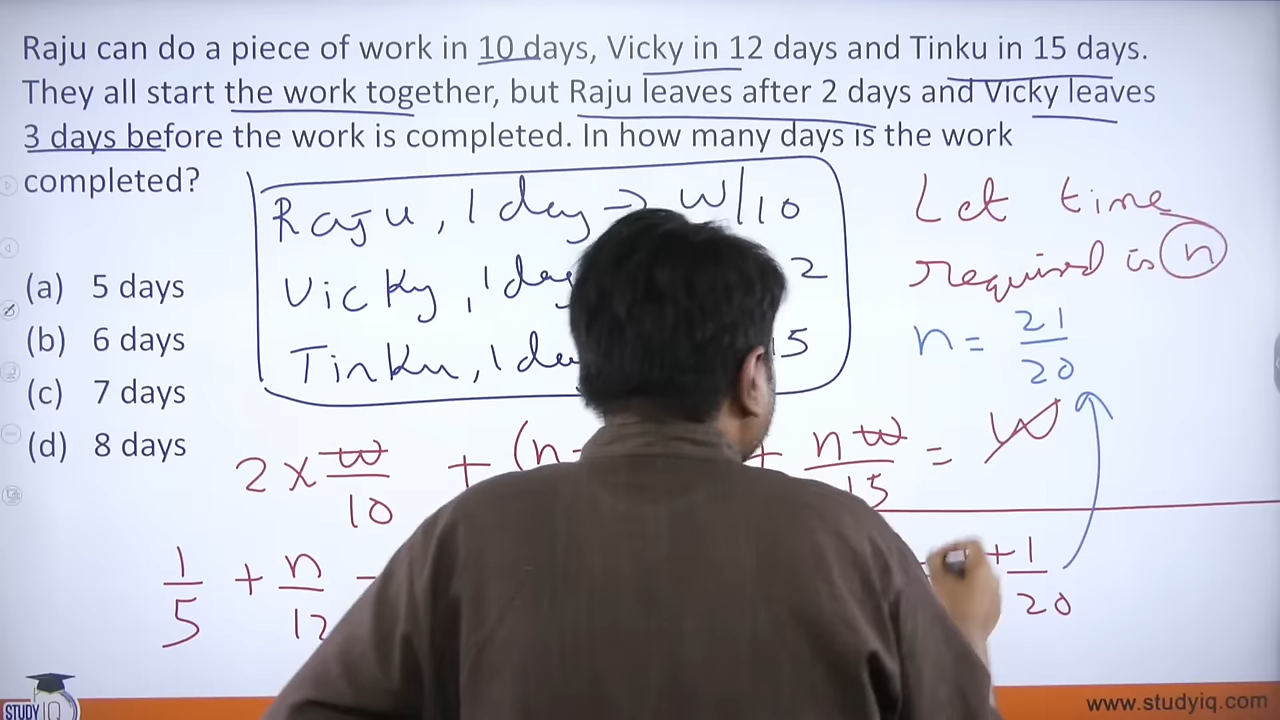 Raju can do a piece of work in 10 days, Vicky in 12 days and Tinku in 15 days.
They all start the work together, but Raju leaves after 2 days and Vicky leaves
3 days before the work is completed. In how many days is the work
completed?
(a) 5 days
(b) 6 days
(c) 7 days
(d) 8 days
Raju, 1 day → W/10
Vicky, 1 day 2
Tinku, 1 da 15
Let time
required is n
n = 21/20
2 × w/10 + (n- + nw/15 = W
1/5 + n/12 - + 1/20
STUDY IQ
www.studyiq.com